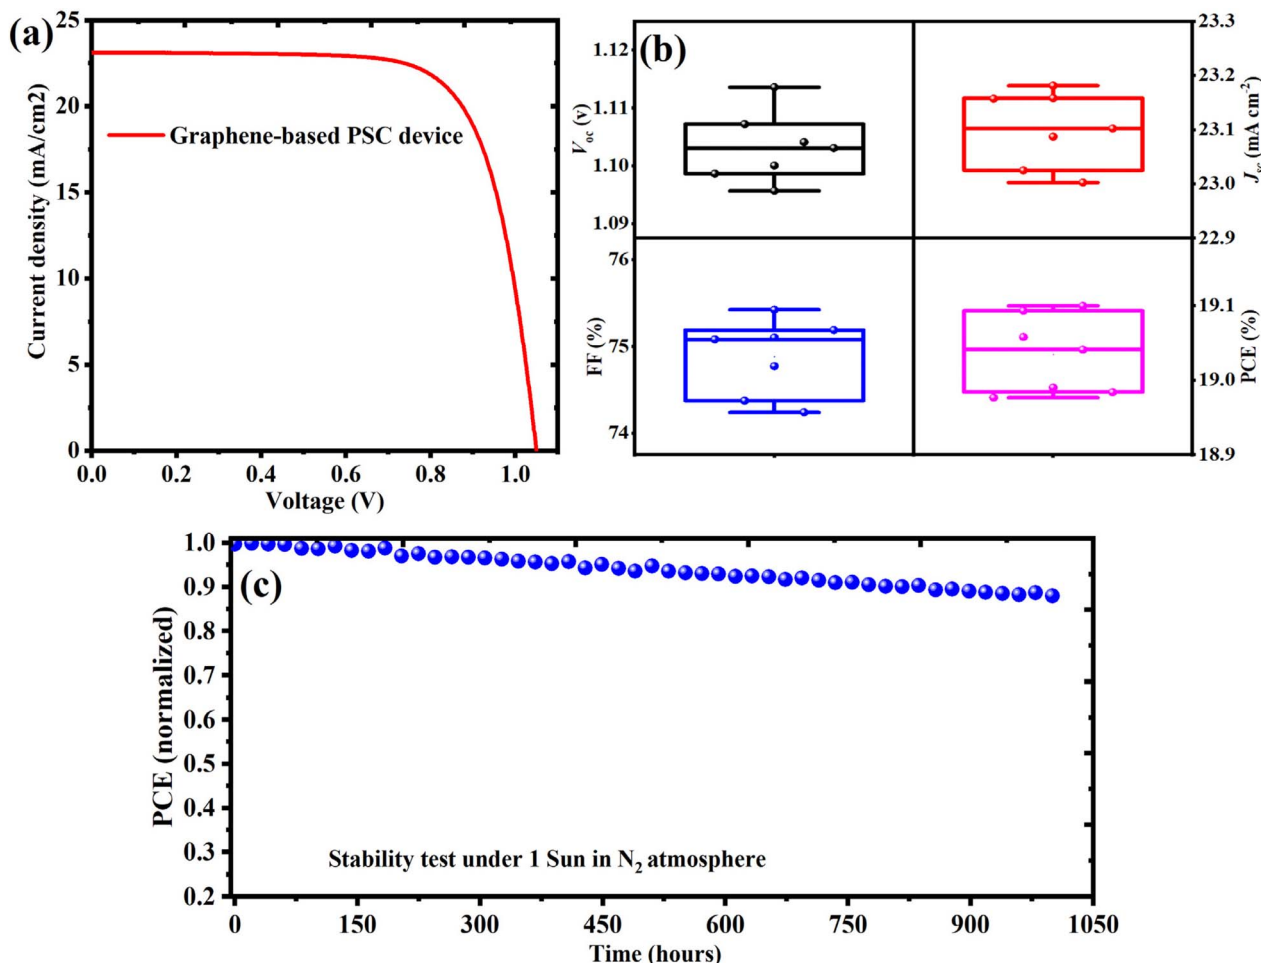 (a)
25
20
15
10
5
0
Current density (mA/cm2)
Graphene-based PSC device
0.0 0.2 0.4 0.6 0.8 1.0
Voltage (V)
(b)
1.12
1.11
1.10
1.09
V_oc (v)
23.3
23.2
23.1
23.0
22.9
J_sc (mA cm⁻²)
76
75
74
FF (%)
19.1
19.0
18.9
PCE (%)
(c)
1.0
0.9
0.8
0.7
0.6
0.5
0.4
0.3
0.2
PCE (normalized)
Stability test under 1 Sun in N₂ atmosphere
0 150 300 450 600 750 900 1050
Time (hours)